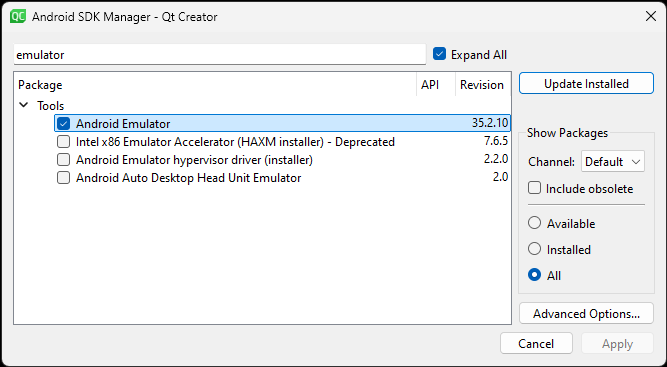 QC Android SDK Manager - Qt Creator
emulator
Expand All
Package API Revision
Tools
Android Emulator 35.2.10
Intel x86 Emulator Accelerator (HAXM installer) - Deprecated 7.6.5
Android Emulator hypervisor driver (installer) 2.2.0
Android Auto Desktop Head Unit Emulator 2.0
Update Installed
Show Packages
Channel: Default
Include obsolete
Available
Installed
All
Advanced Options...
Cancel Apply